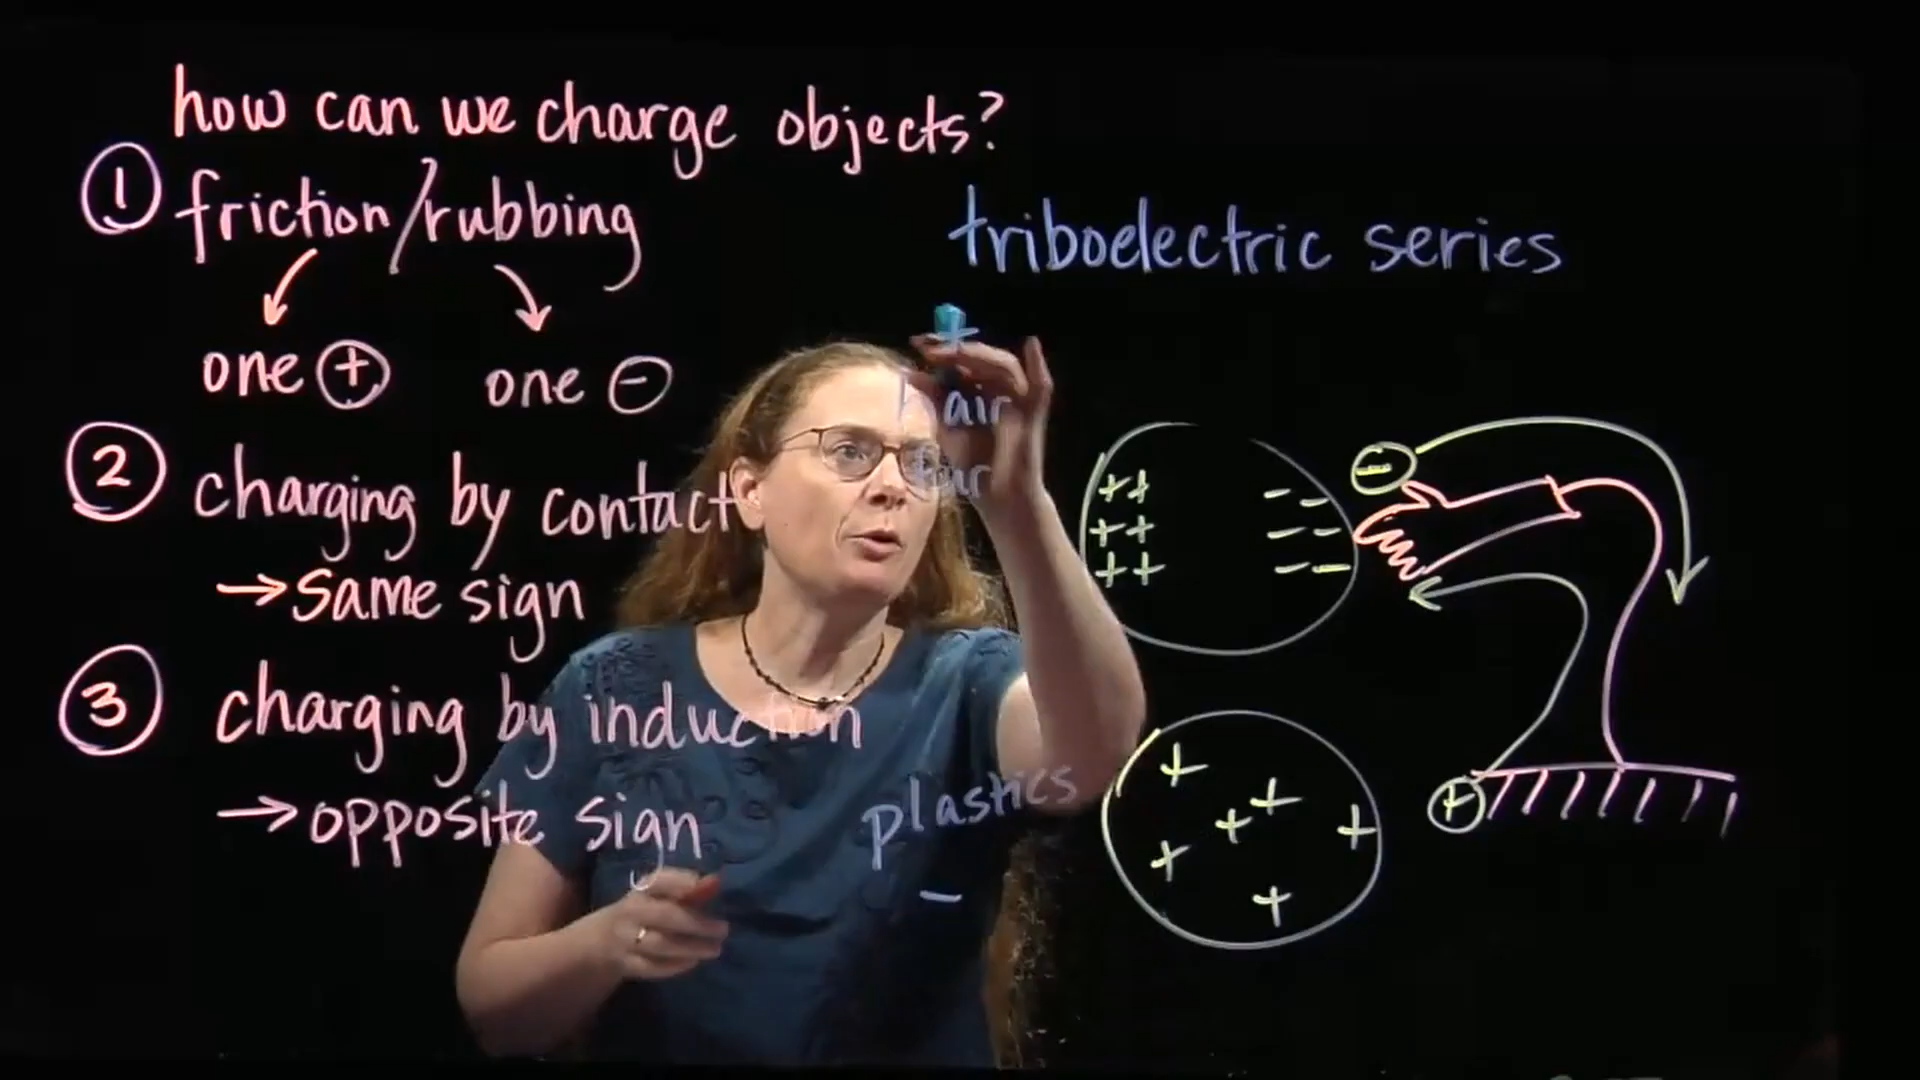 how can we charge objects?
① friction/rubbing
one ⊕ one ⊖
② charging by contact
→ same sign
③ charging by induction
→ opposite sign
triboelectric series
+
hair
fur
plastics
−
++ −−
++ −−
++ −−
⊖
+
+
+
+
+
+
⊕